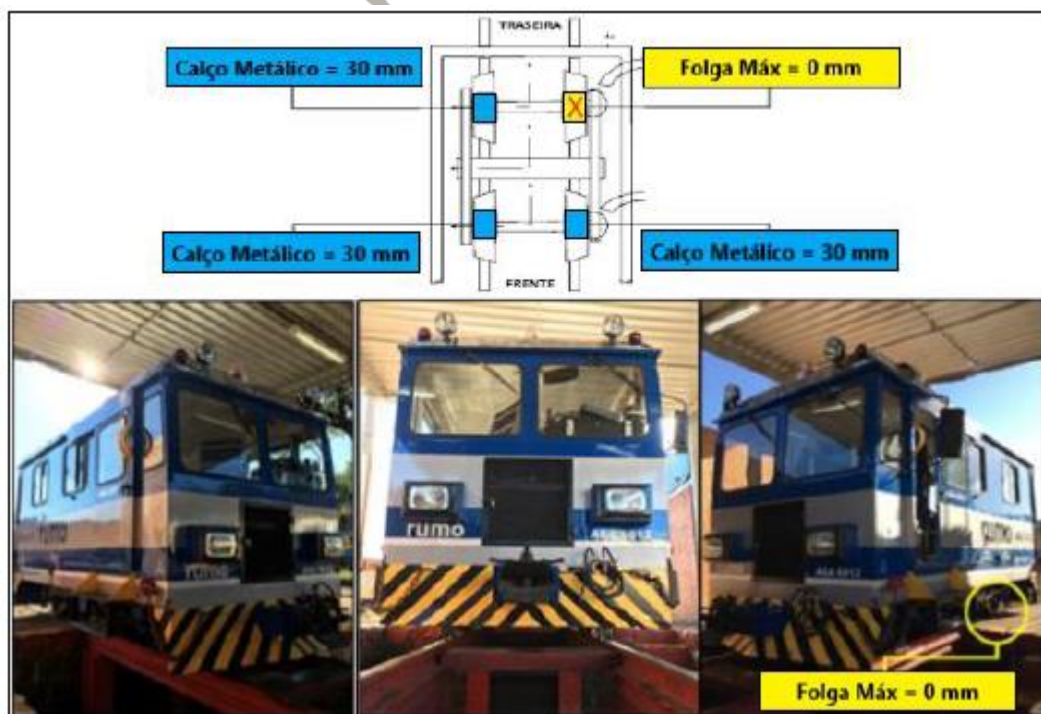 TRASEIRA
Calço Metálico = 30 mm
Folga Máx = 0 mm
Calço Metálico = 30 mm
Calço Metálico = 30 mm
FRENTE
rumo
rumo
rumo
Folga Máx = 0 mm